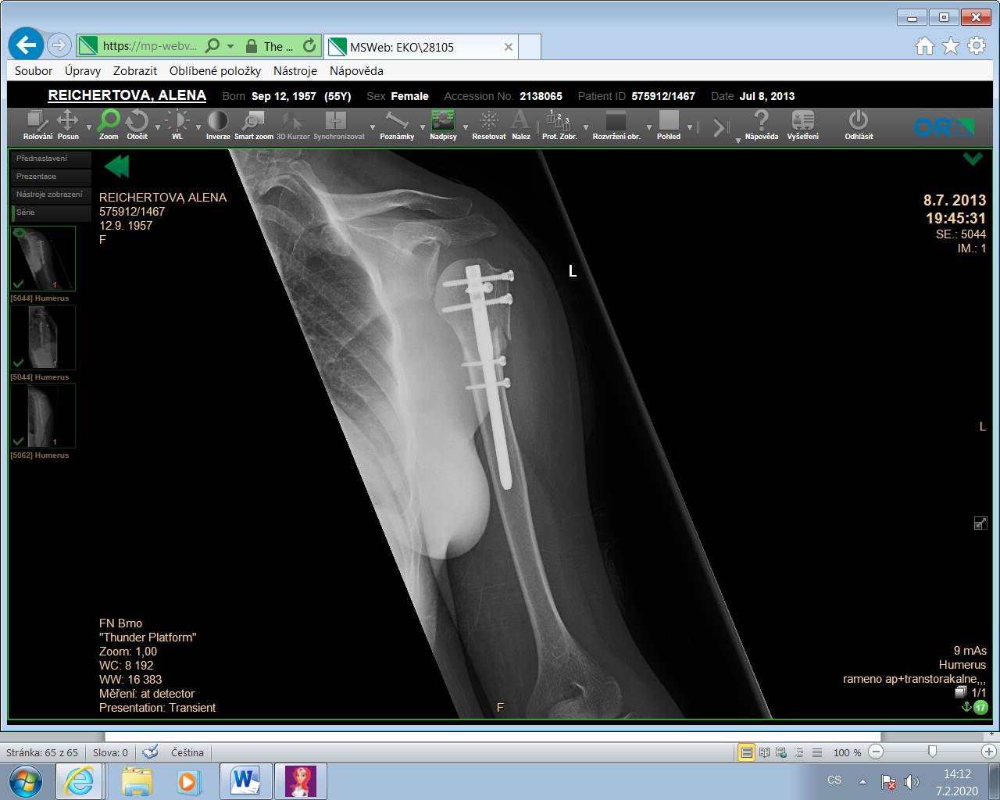 https://mp-webv...
The ...
MSWeb: EKO\28105
Soubor Úpravy Zobrazit Oblíbené položky Nástroje Nápověda
REICHERTOVA, ALENA Born Sep 12, 1957 (55Y) Sex Female Accession No. 2138065 Patient ID 575912/1467 Date Jul 8, 2013
Rolování Posun Zoom Otočit WL Inverze Smart zoom 3D Kurzor Synchronizovat Poznámky Nadpisy Resetovat Nalez Prot. Zobr. Rozvržení obr. Pohled Nápověda Vyšetření Odhlásit
Přednastavení
Prezentace
Nástroje zobrazení
Série
1
[5044] Humerus
1
[5044] Humerus
1
[5062] Humerus
REICHERTOVA, ALENA
575912/1467
12.9. 1957
F
8.7. 2013
19:45:31
SE.: 5044
IM.: 1
L
L
FN Brno
"Thunder Platform"
Zoom: 1,00
WC: 8 192
WW: 16 383
Měření: at detector
Presentation: Transient
F
9 mAs
Humerus
rameno ap+transtorakalne,,,
1/1
17
Stránka: 65 z 65 Slova: 0 Čeština 100 %
CS
14:12
7.2.2020